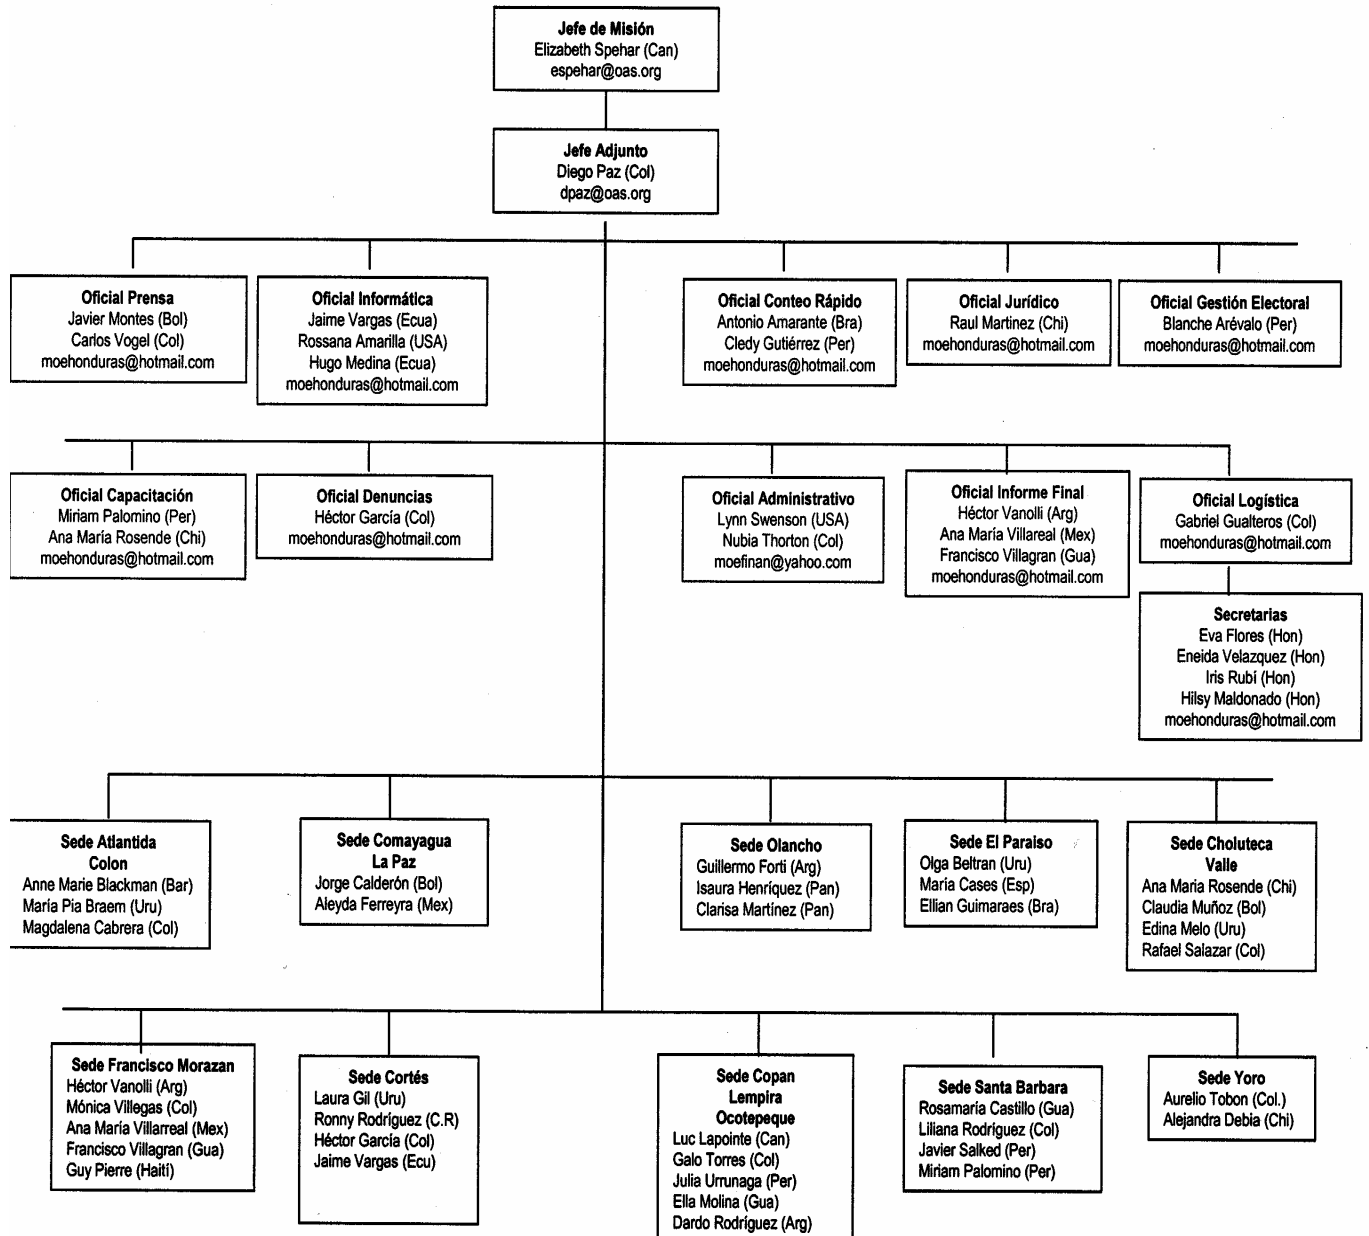 Jefe de Misión
Elizabeth Spehar (Can)
espehar@oas.org
Jefe Adjunto
Diego Paz (Col)
dpaz@oas.org
Oficial Prensa
Javier Montes (Bol)
Carlos Vogel (Col)
moehonduras@hotmail.com
Oficial Informática
Jaime Vargas (Ecua)
Rossana Amarilla (USA)
Hugo Medina (Ecua)
moehonduras@hotmail.com
Oficial Conteo Rápido
Antonio Amarante (Bra)
Cledy Gutiérrez (Per)
moehonduras@hotmail.com
Oficial Jurídico
Raul Martinez (Chi)
moehonduras@hotmail.com
Oficial Gestión Electoral
Blanche Arévalo (Per)
moehonduras@hotmail.com
Oficial Capacitación
Miriam Palomino (Per)
Ana María Rosende (Chi)
moehonduras@hotmail.com
Oficial Denuncias
Héctor García (Col)
moehonduras@hotmail.com
Oficial Administrativo
Lynn Swenson (USA)
Nubia Thorton (Col)
moefinan@yahoo.com
Oficial Informe Final
Héctor Vanolli (Arg)
Ana María Villareal (Mex)
Francisco Villagran (Gua)
moehonduras@hotmail.com
Oficial Logística
Gabriel Gualteros (Col)
moehonduras@hotmail.com
Secretarias
Eva Flores (Hon)
Eneida Velazquez (Hon)
Iris Rubí (Hon)
Hilsy Maldonado (Hon)
moehonduras@hotmail.com
Sede Atlantida
Colon
Anne Marie Blackman (Bar)
María Pia Braem (Uru)
Magdalena Cabrera (Col)
Sede Comayagua
La Paz
Jorge Calderón (Bol)
Aleyda Ferreyra (Mex)
Sede Olancho
Guillermo Forti (Arg)
Isaura Henríquez (Pan)
Clarisa Martínez (Pan)
Sede El Paraiso
Olga Beltran (Uru)
María Cases (Esp)
Ellian Guimaraes (Bra)
Sede Choluteca
Valle
Ana Maria Rosende (Chi)
Claudia Muñoz (Bol)
Edina Melo (Uru)
Rafael Salazar (Col)
Sede Francisco Morazan
Héctor Vanolli (Arg)
Mónica Villegas (Col)
Ana María Villarreal (Mex)
Francisco Villagran (Gua)
Guy Pierre (Haití)
Sede Cortés
Laura Gil (Uru)
Ronny Rodríguez (C.R)
Héctor García (Col)
Jaime Vargas (Ecu)
Sede Copan
Lempira
Ocotepeque
Luc Lapointe (Can)
Galo Torres (Col)
Julia Urrunaga (Per)
Ella Molina (Gua)
Dardo Rodríguez (Arg)
Sede Santa Barbara
Rosamaría Castillo (Gua)
Liliana Rodríguez (Col)
Javier Salked (Per)
Miriam Palomino (Per)
Sede Yoro
Aurelio Tobon (Col.)
Alejandra Debia (Chi)